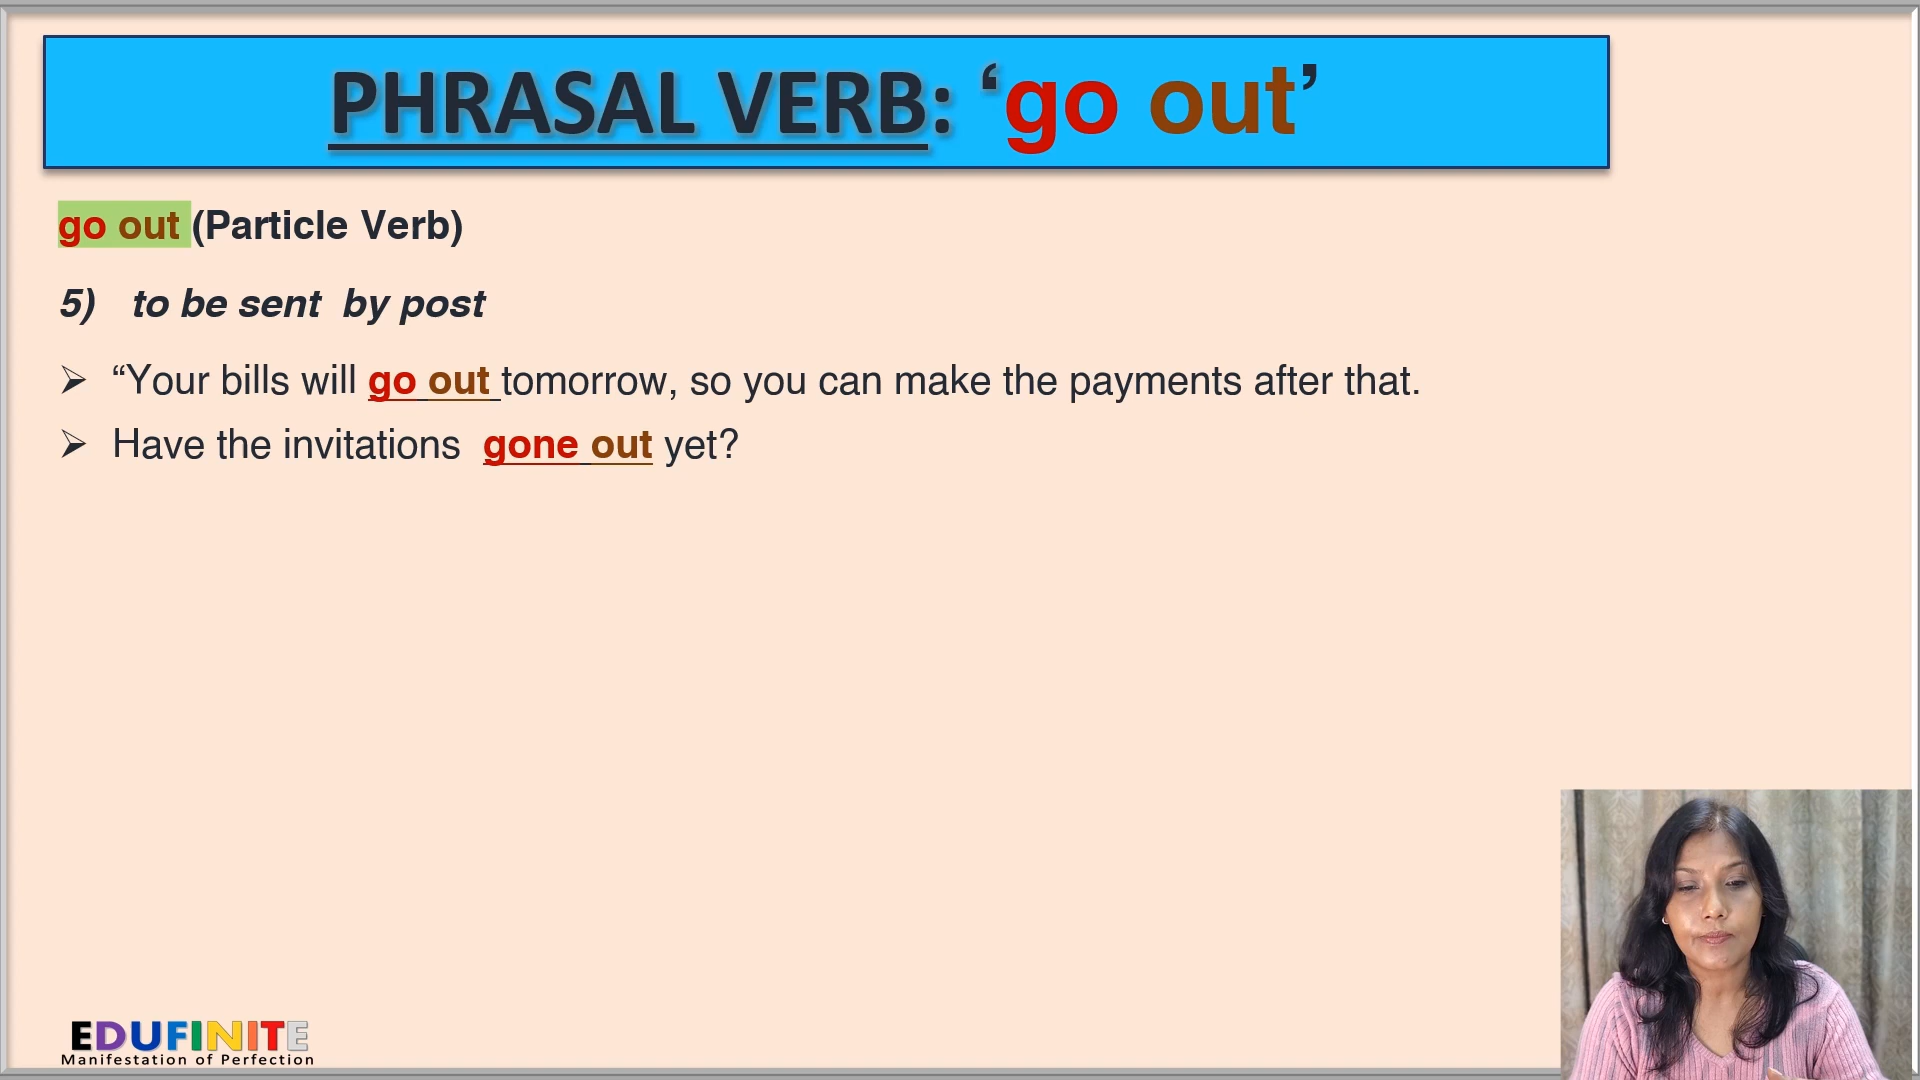 PHRASAL VERB: ‘go out’
go out (Particle Verb)
5) to be sent by post
➢ “Your bills will go out tomorrow, so you can make the payments after that.
➢ Have the invitations gone out yet?
EDUFINITE
Manifestation of Perfection